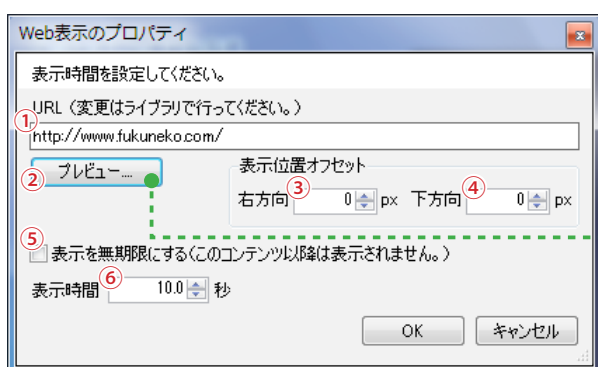 Web表示のプロパティ
表示時間を設定してください。
URL（変更はライブラリで行ってください。）
①
http://www.fukuneko.com/
② プレビュー... 表示位置オフセット
右方向 ③ 0 px 下方向 ④ 0 px
⑤
表示を無期限にする（このコンテンツ以降は表示されません。）
表示時間 ⑥ 10.0 秒
OK キャンセル